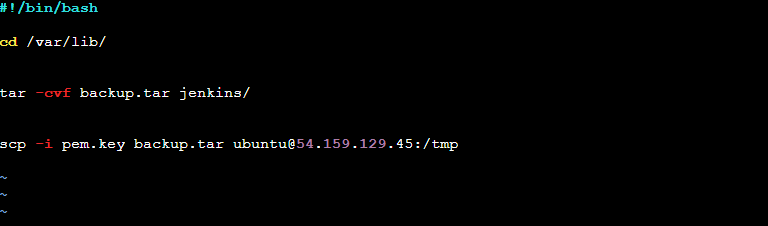 #!/bin/bash
cd /var/lib/
tar -cvf backup.tar jenkins/
scp -i pem.key backup.tar ubuntu@54.159.129.45:/tmp
~
~
~